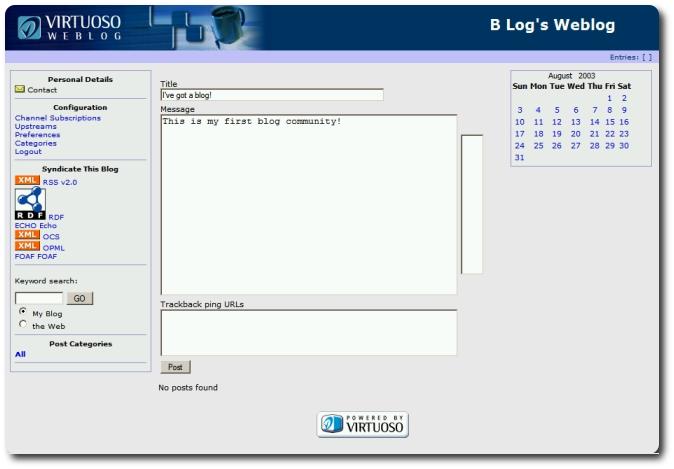 VIRTUOSO
WEBLOG
B Log's Weblog
Entries: [ ]
Personal Details
Contact
Configuration
Channel Subscriptions
Upstreams
Preferences
Categories
Logout
Syndicate This Blog
XML RSS v2.0
RDF RDF
ECHO Echo
XML OCS
XML OPML
FOAF FOAF
Keyword search:
GO
My Blog
the Web
Post Categories
All
Title
I've got a blog!
Message
This is my first blog community!
Trackback ping URLs
Post
No posts found
August 2003
Sun Mon Tue Wed Thu Fri Sat
1 2
3 4 5 6 7 8 9
10 11 12 13 14 15 16
17 18 19 20 21 22 23
24 25 26 27 28 29 30
31
POWERED BY
VIRTUOSO